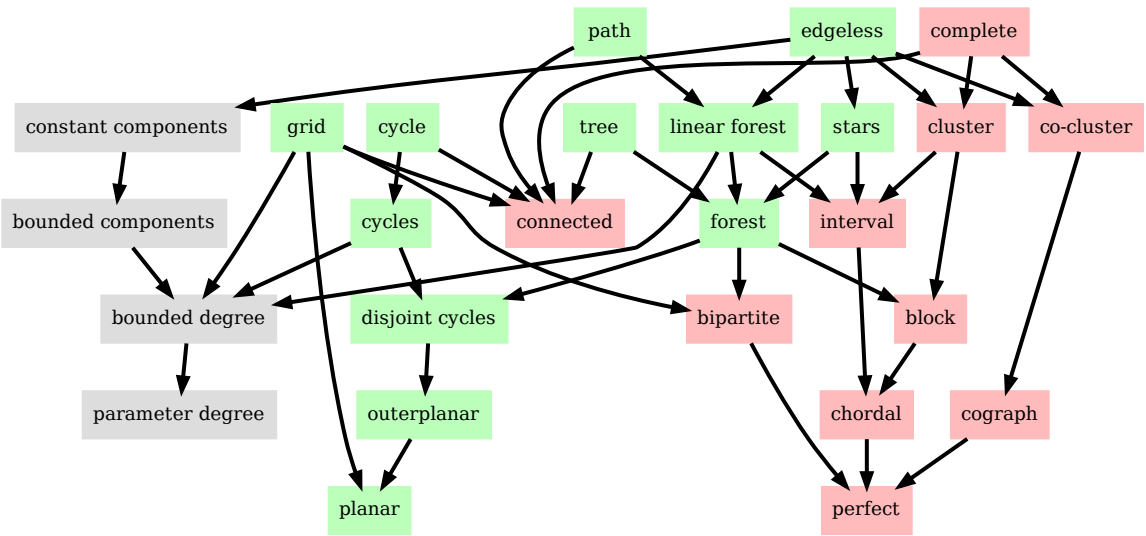 path
edgeless
complete
constant components
grid
cycle
tree
linear forest
stars
cluster
co-cluster
bounded components
cycles
connected
forest
interval
bounded degree
disjoint cycles
bipartite
block
parameter degree
outerplanar
chordal
cograph
planar
perfect